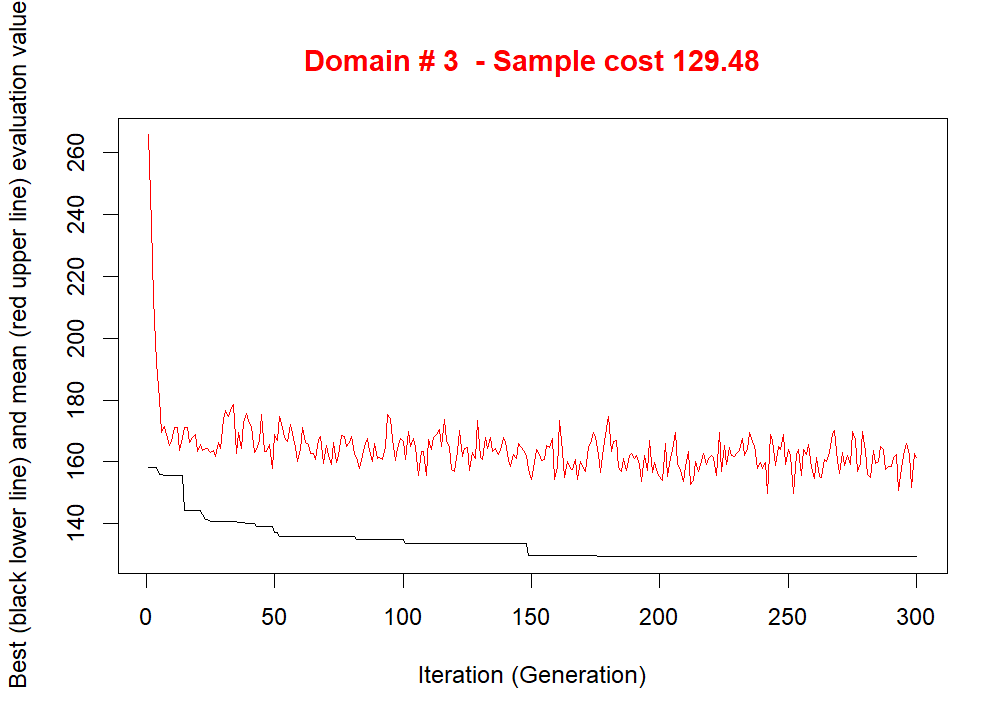 Domain # 3  - Sample cost 129.48
Best (black lower line) and mean (red upper line) evaluation value
260
240
220
200
180
160
140
0 50 100 150 200 250 300
Iteration (Generation)